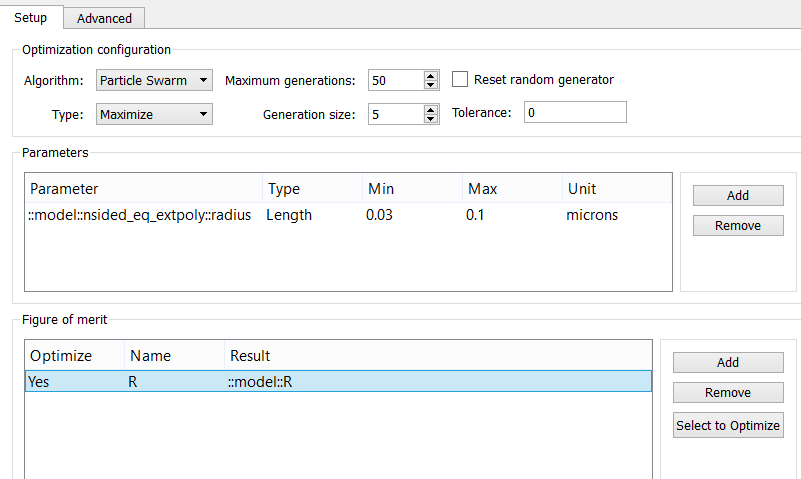 Setup Advanced
Optimization configuration
Algorithm: Particle Swarm Maximum generations: 50 Reset random generator
Type: Maximize Generation size: 5 Tolerance: 0
Parameters
Parameter Type Min Max Unit
::model::nsided_eq_extpoly::radius Length 0.03 0.1 microns
Add
Remove
Figure of merit
Optimize Name Result
Yes R ::model::R
Add
Remove
Select to Optimize